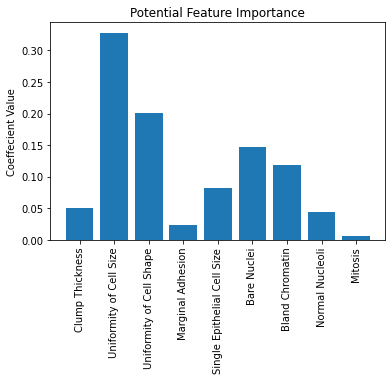 Potential Feature Importance
Coeffecient Value
0.30
0.25
0.20
0.15
0.10
0.05
0.00
Clump Thickness
Uniformity of Cell Size
Uniformity of Cell Shape
Marginal Adhesion
Single Epithelial Cell Size
Bare Nuclei
Bland Chromatin
Normal Nucleoli
Mitosis